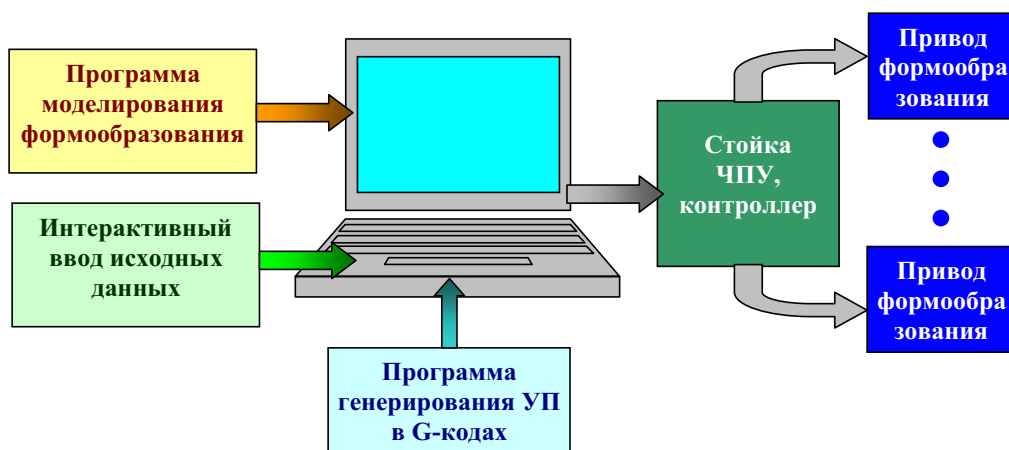 Программа
моделирования
формообразования
Интерактивный
ввод исходных
данных
Программа
генерирования УП
в G-кодах
Стойка
ЧПУ,
контроллер
Привод
формообра
зования
Привод
формообра
зования